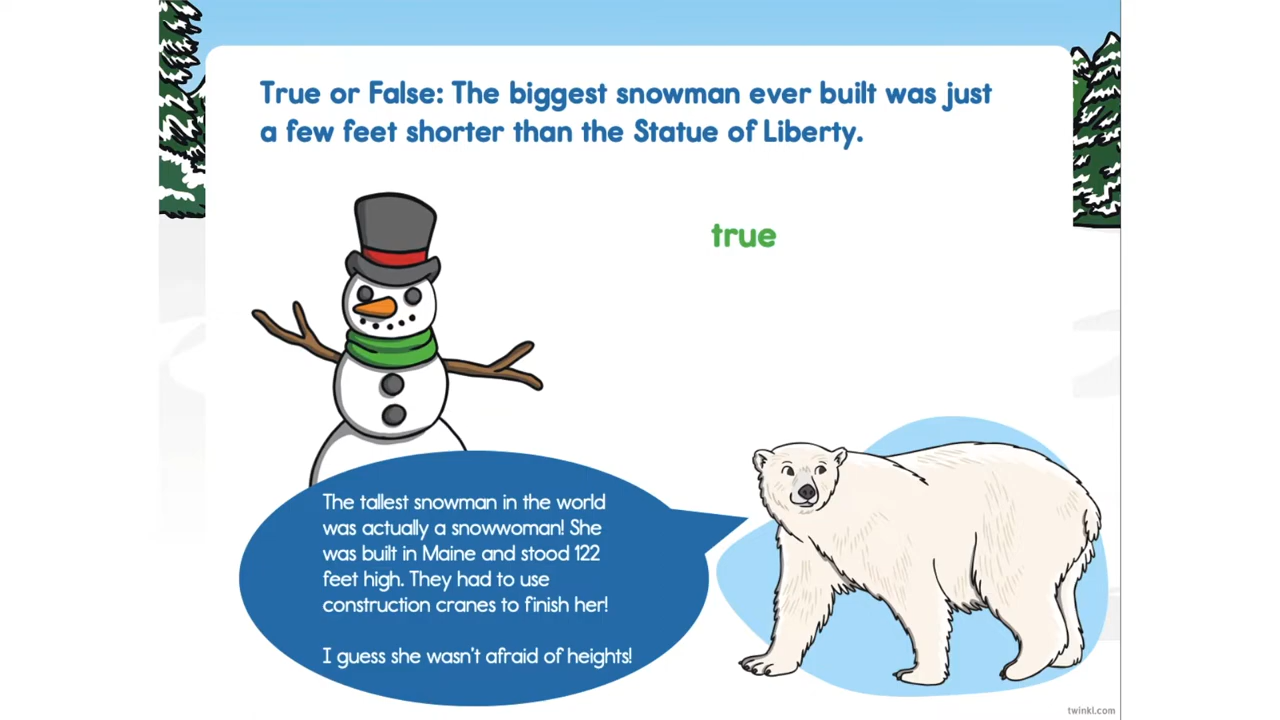 True or False: The biggest snowman ever built was just
a few feet shorter than the Statue of Liberty.
true
The tallest snowman in the world
was actually a snowwoman! She
was built in Maine and stood 122
feet high. They had to use
construction cranes to finish her!
I guess she wasn't afraid of heights!
twinkl.com